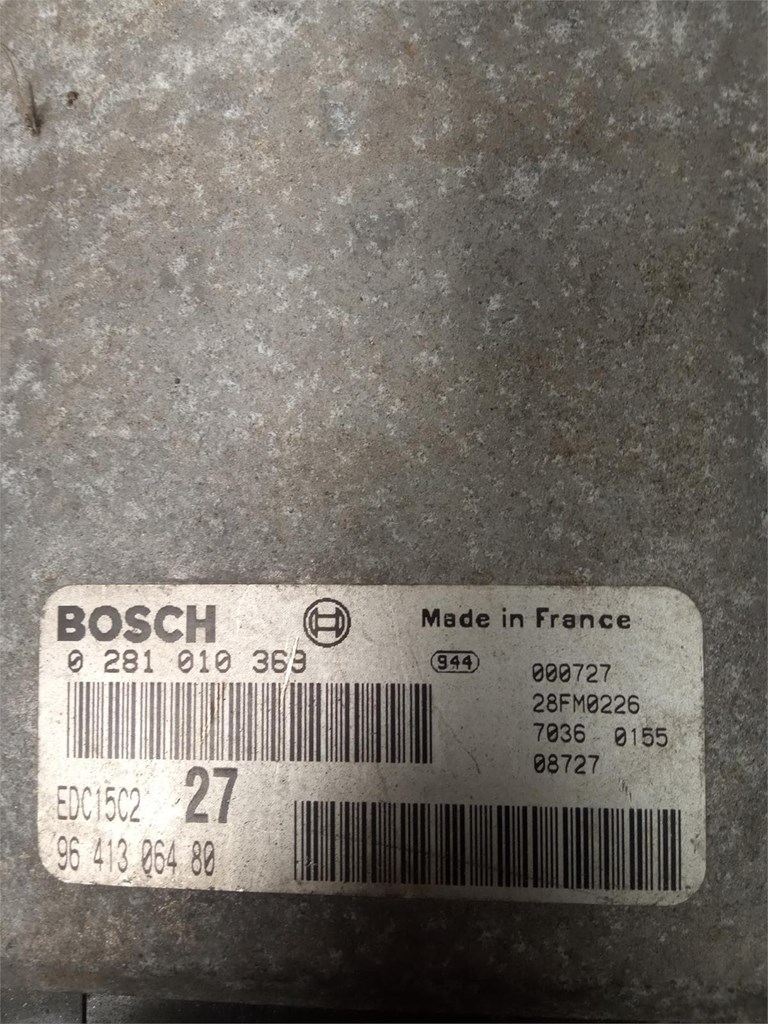 BOSCH
Made in France
0 281 010 369
944
000727
28FM0226
7036 0155
08727
EDC15C2 27
96 413 064 80